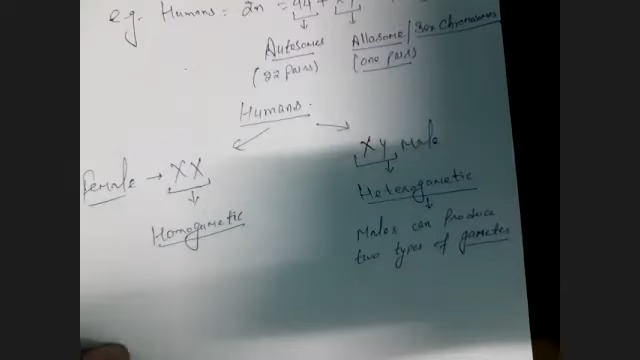 e.g. Humans = 2n = 44 + XY
Autosomes
(22 pairs)
Allosome/Sex chromosomes
(one pair)
Humans.
Female → XX
Homogametic
XY Male
Heterogametic
Males can produce
two types of gametes